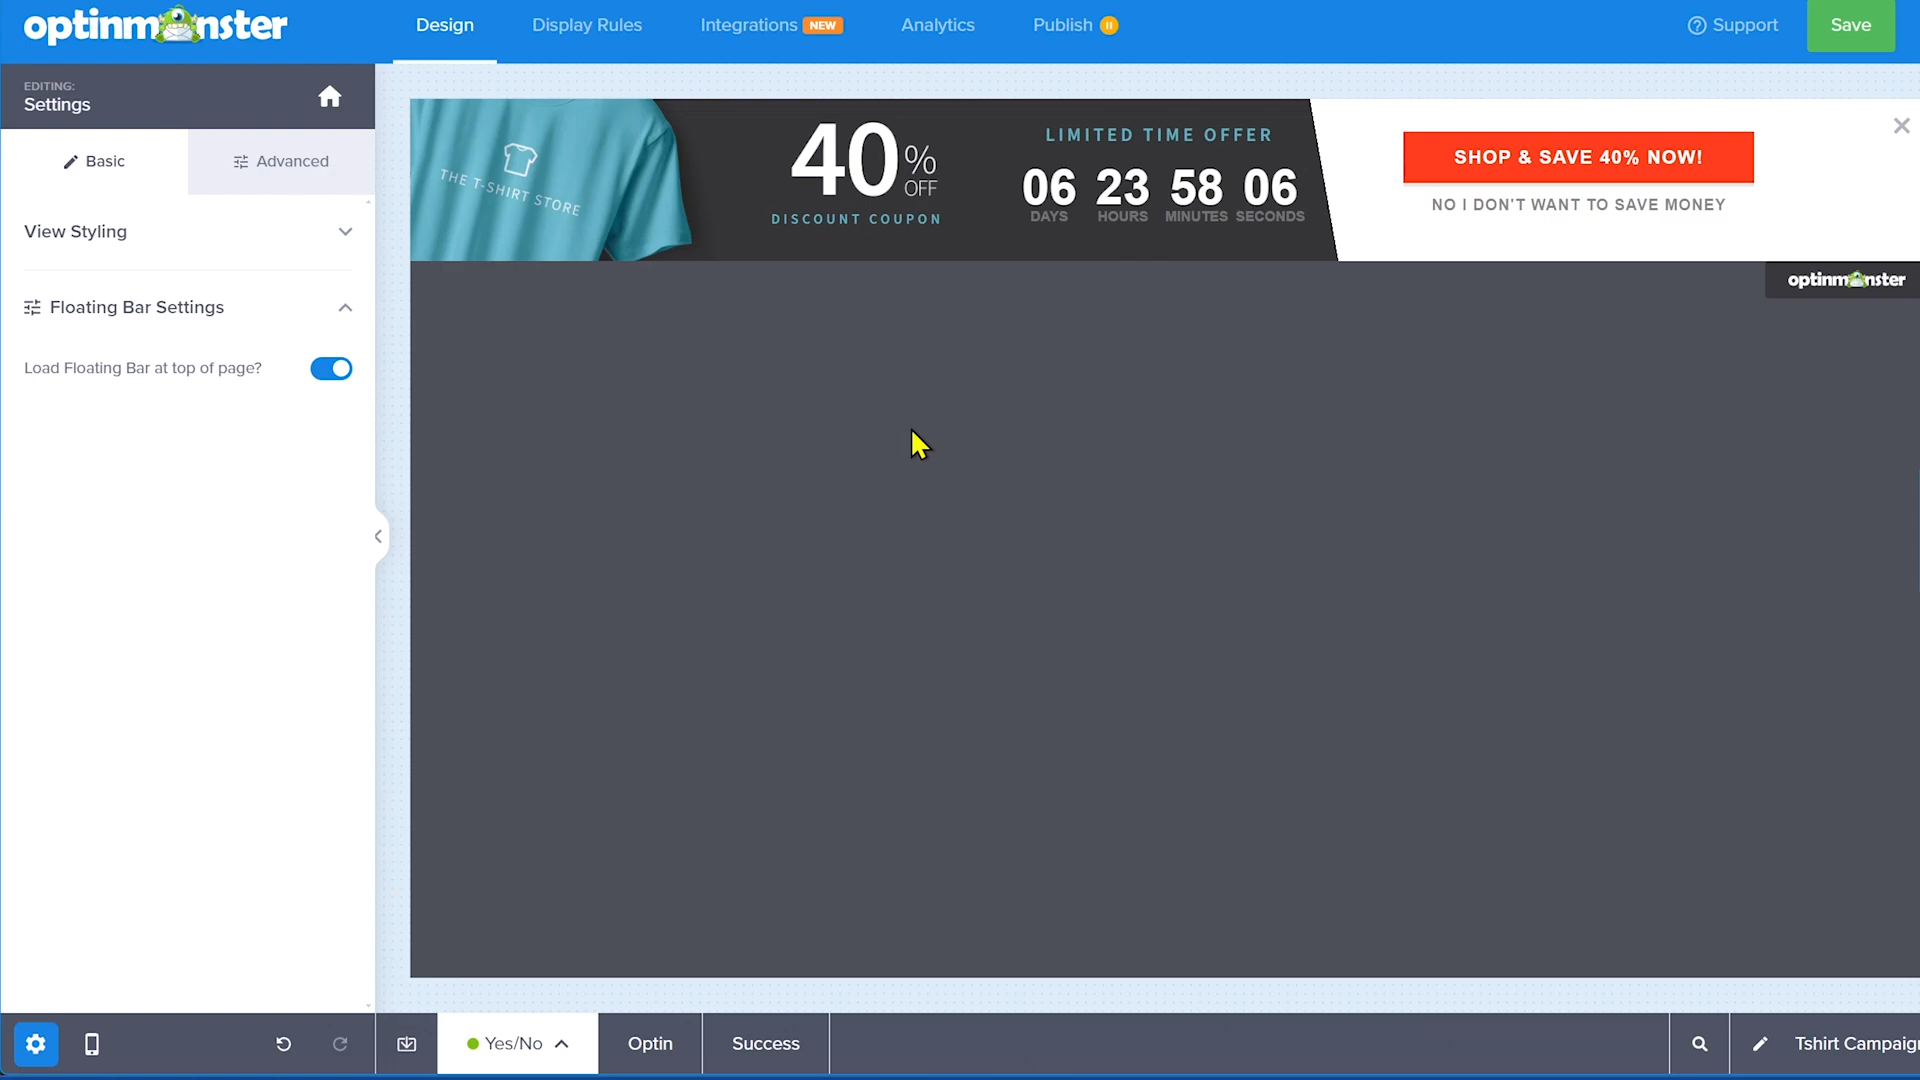 optinmonster
Design
Display Rules
Integrations NEW
Analytics
Publish
Support
Save
EDITING:
Settings
Basic
Advanced
View Styling
Floating Bar Settings
Load Floating Bar at top of page?
THE T-SHIRT STORE
40% OFF
DISCOUNT COUPON
LIMITED TIME OFFER
06 23 58 06
DAYS HOURS MINUTES SECONDS
SHOP & SAVE 40% NOW!
NO I DON'T WANT TO SAVE MONEY
optinmonster
Yes/No
Optin
Success
Tshirt Campaign